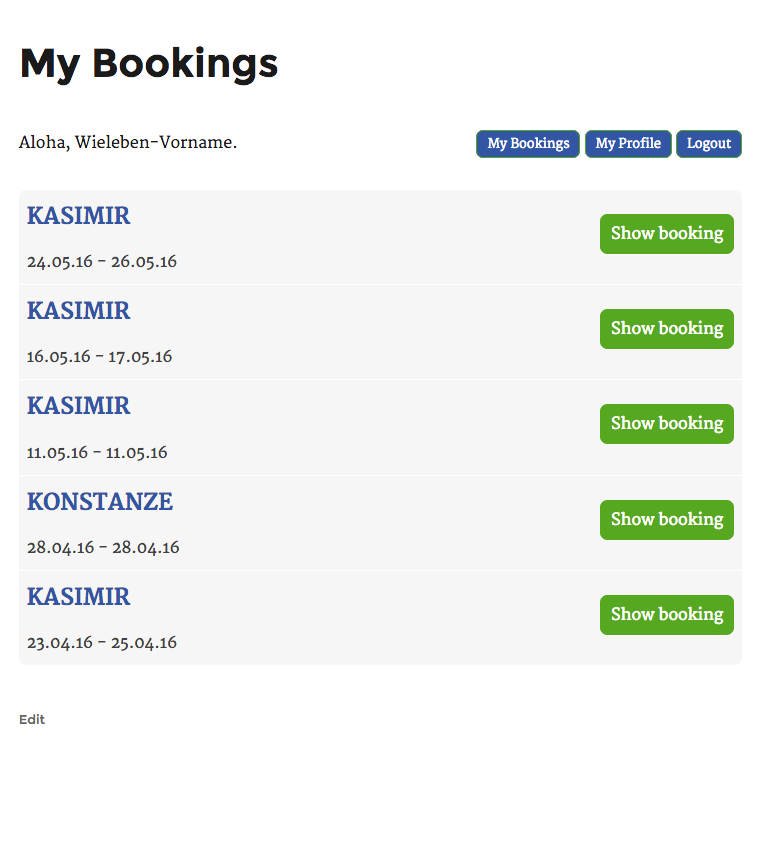 My Bookings
Aloha, Wieleben-Vorname.
My Bookings My Profile Logout
KASIMIR
Show booking
24.05.16 - 26.05.16
KASIMIR
Show booking
16.05.16 - 17.05.16
KASIMIR
Show booking
11.05.16 - 11.05.16
KONSTANZE
Show booking
28.04.16 - 28.04.16
KASIMIR
Show booking
23.04.16 - 25.04.16
Edit